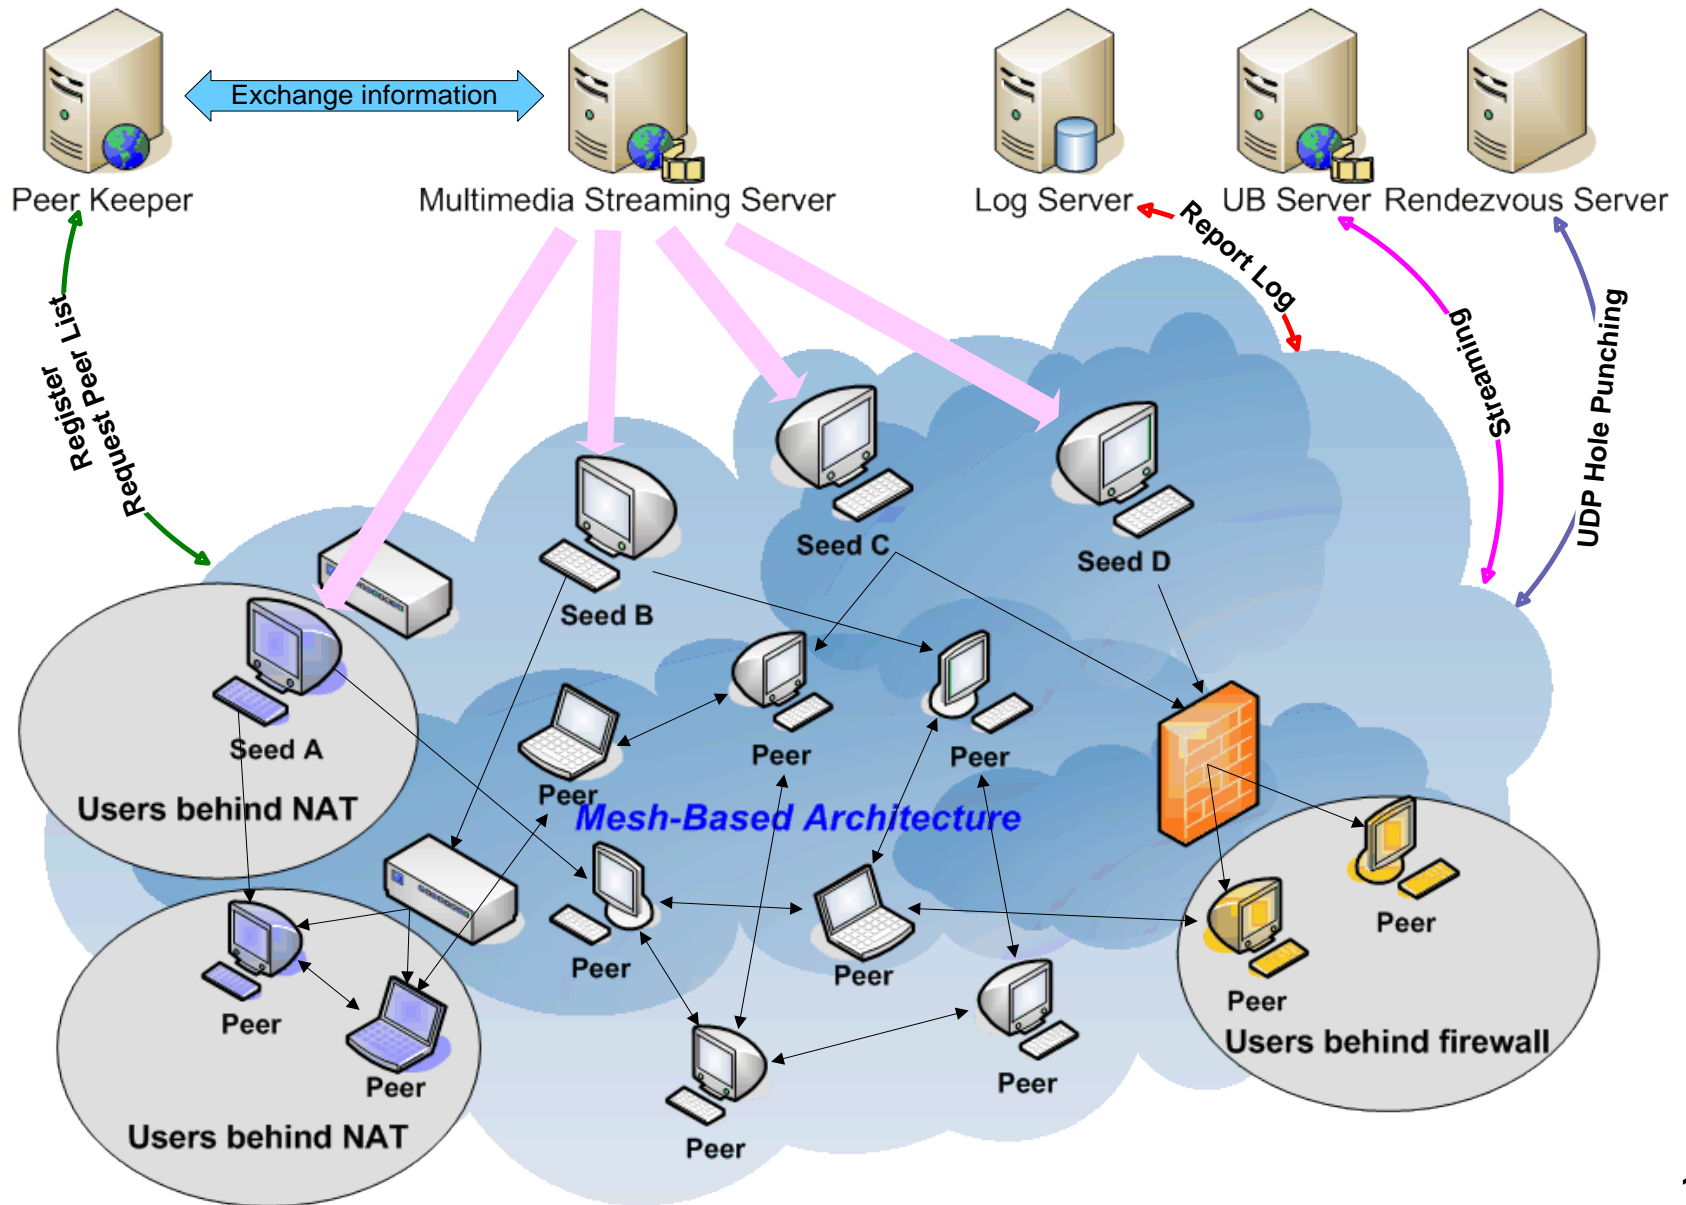 Exchange information
Peer Keeper
Multimedia Streaming Server
Log Server
UB Server
Rendezvous Server
Report Log
Register
Request Peer List
Streaming
UDP Hole Punching
Seed C
Seed D
Seed B
Seed A
Users behind NAT
Peer
Peer
Peer
Mesh-Based Architecture
Peer
Peer
Peer
Peer
Users behind NAT
Peer
Peer
Peer
Peer
Users behind firewall